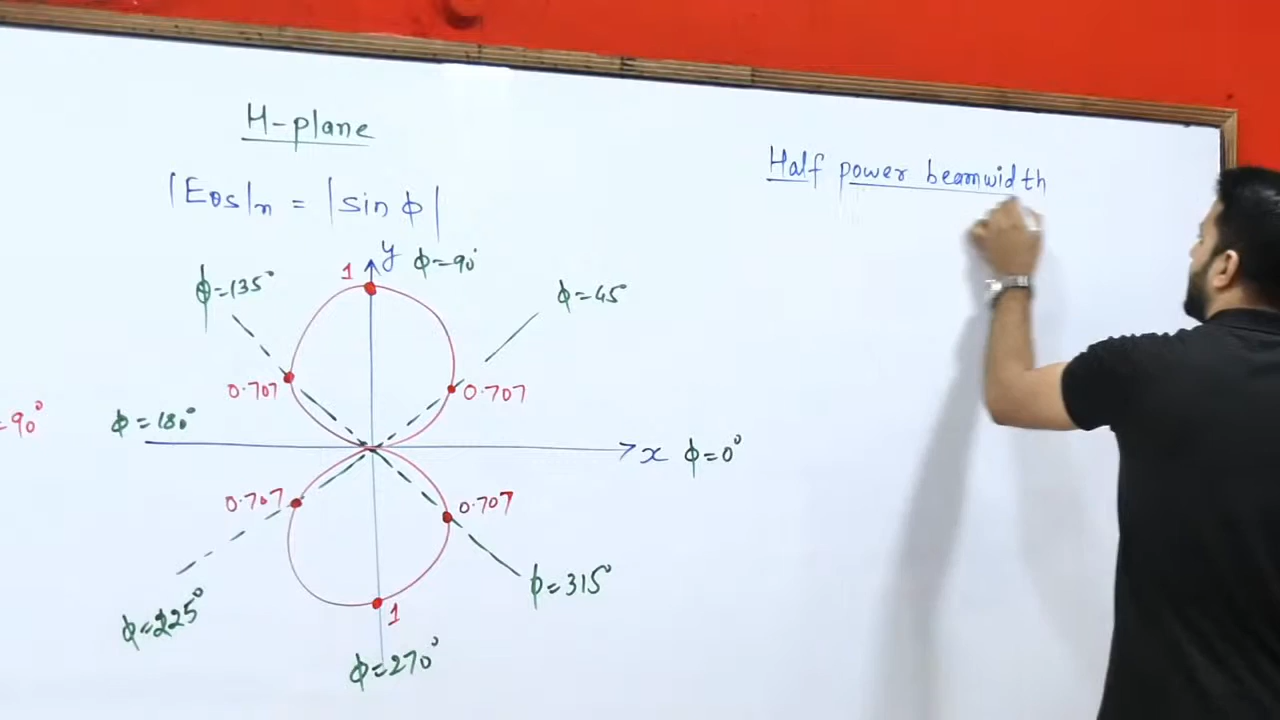 H-plane
Half power beamwidth
|Eθs|n = |sin ϕ|
y
1
ϕ=90°
ϕ=135°
ϕ=45°
0.707
0.707
=90°
ϕ=180°
x
ϕ=0°
0.707
0.707
ϕ=315°
ϕ=225°
1
ϕ=270°